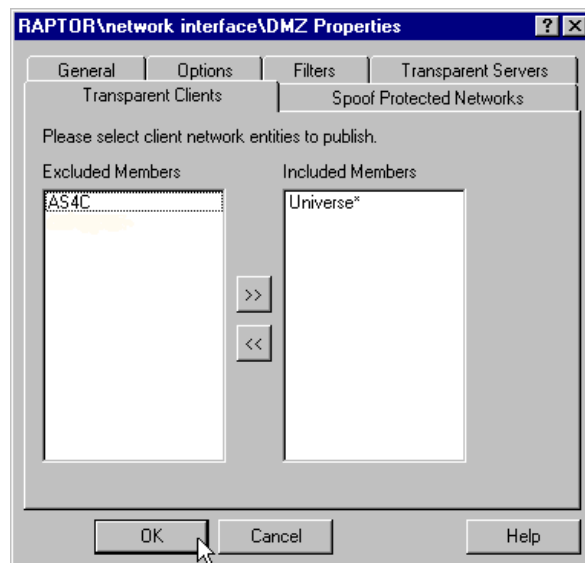 RAPTOR\network interface\DMZ Properties
General Options Filters Transparent Servers
Transparent Clients Spoof Protected Networks
Please select client network entities to publish.
Excluded Members Included Members
AS4C Universe*
>>
<<
OK Cancel Help